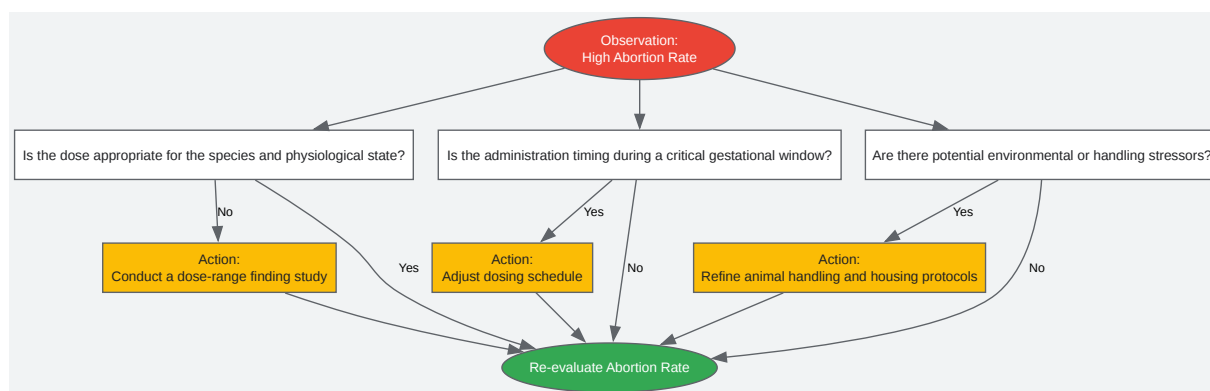 Observation:
High Abortion Rate
Is the dose appropriate for the species and physiological state?
Is the administration timing during a critical gestational window?
Are there potential environmental or handling stressors?
No
Yes
Yes
Action:
Conduct a dose-range finding study
Yes
Action:
Adjust dosing schedule
No
Action:
Refine animal handling and housing protocols
No
Re-evaluate Abortion Rate